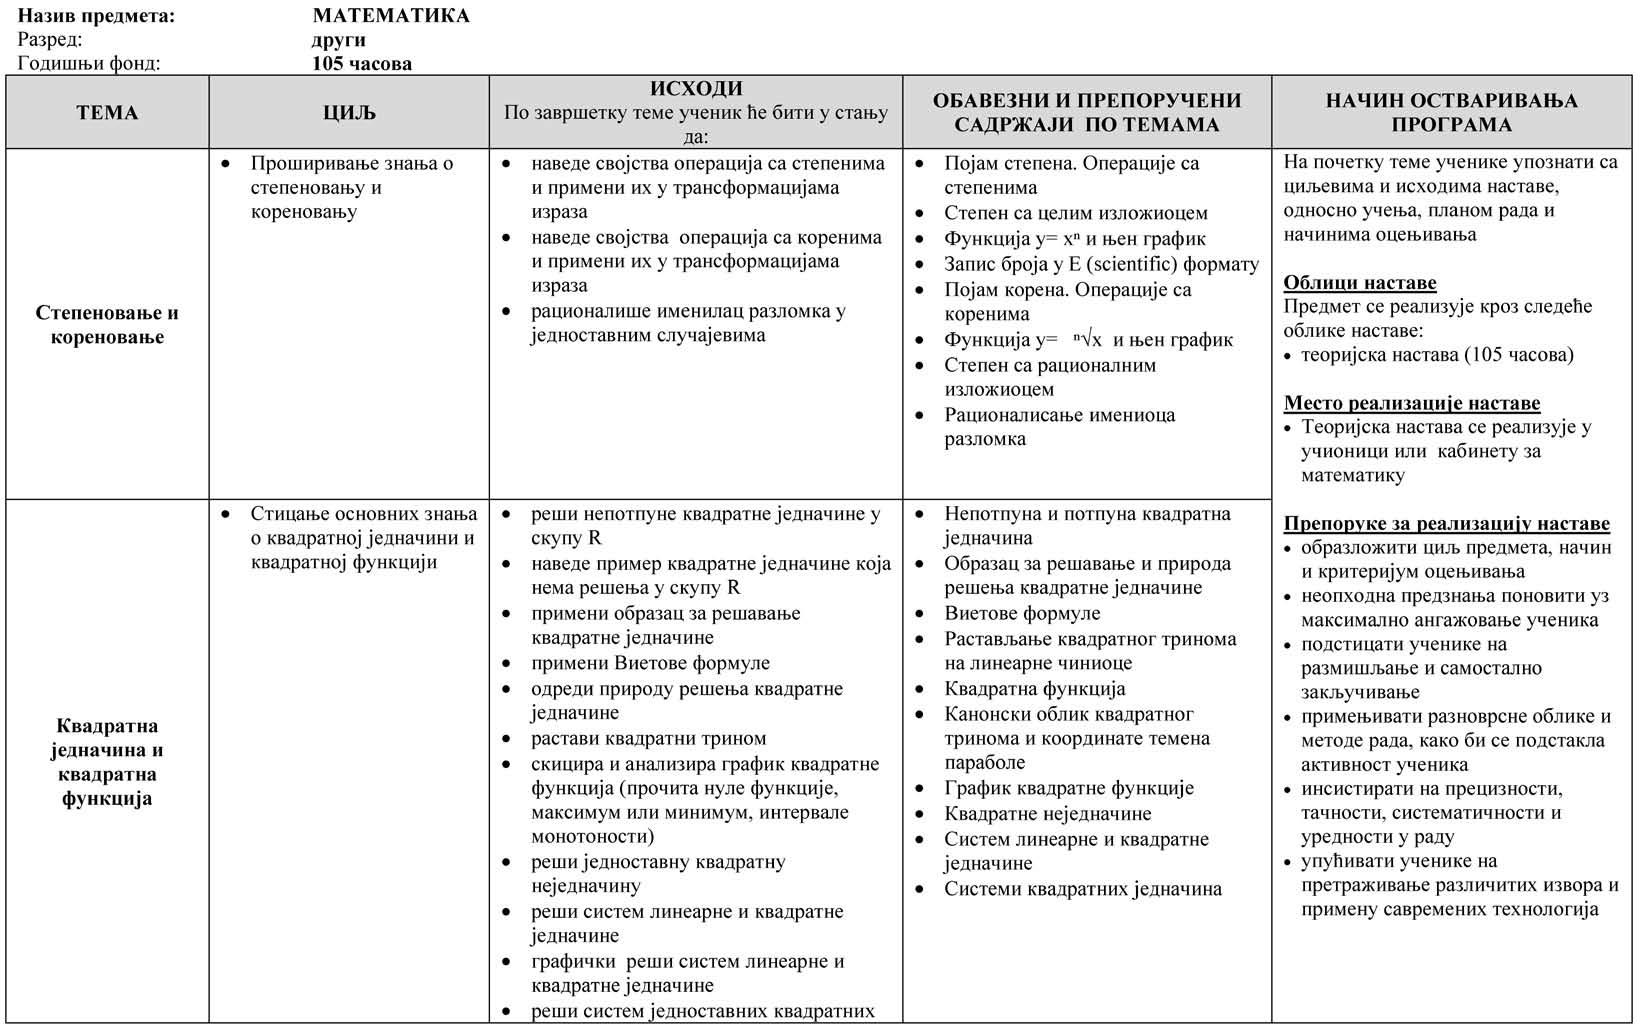 Назив предмета: МАТЕМАТИКА
Разред: други
Годишњи фонд: 105 часова
ТЕМА
ЦИЉ
ИСХОДИ
По завршетку теме ученик ће бити у стању
да:
ОБАВЕЗНИ И ПРЕПОРУЧЕНИ
САДРЖАЈИ ПО ТЕМАМА
НАЧИН ОСТВАРИВАЊА
ПРОГРАМА
Степеновање и
кореновање
• Проширивање знања о
степеновању и
кореновању
• наведе својства операција са степенима
и примени их у трансформацијама
израза
• наведе својства операција са коренима
и примени их у трансформацијама
израза
• рационалише именилац разломка у
једноставним случајевима
• Појам степена. Операције са
степенима
• Степен са целим изложиоцем
• Функција y= xⁿ и њен график
• Запис броја у Е (scientific) формату
• Појам корена. Операције са
коренима
• Функција y= ⁿ√x и њен график
• Степен са рационалним
изложиоцем
• Рационалисање имениоца
разломка
На почетку теме ученике упознати са
циљевима и исходима наставе,
односно учења, планом рада и
начинима оцењивања
Облици наставе
Предмет се реализује кроз следеће
облике наставе:
• теоријска настава (105 часова)
Место реализације наставе
• Теоријска настава се реализује у
учионици или кабинету за
математику
Препоруке за реализацију наставе
• образложити циљ предмета, начин
и критеријум оцењивања
• неопходна предзнања поновити уз
максимално ангажовање ученика
• подстицати ученике на
размишљање и самостално
закључивање
• примењивати разноврсне облике и
методе рада, како би се подстакла
активност ученика
• инсистирати на прецизности,
тачности, систематичности и
уредности у раду
• упућивати ученике на
претраживање различитих извора и
примену савремених технологија
Квадратна
једначина и
квадратна
функција
• Стицање основних знања
о квадратној једначини и
квадратној функцији
• реши непотпуне квадратне једначине у
скупу R
• наведе пример квадратне једначине која
нема решења у скупу R
• примени образац за решавање
квадратне једначине
• примени Виетове формуле
• одреди природу решења квадратне
једначине
• растави квадратни трином
• скицира и анализира график квадратне
функција (прочита нуле функције,
максимум или минимум, интервале
монотоности)
• реши једноставну квадратну
неједначину
• реши систем линеарне и квадратне
једначине
• графички реши систем линеарне и
квадратне једначине
• реши систем једноставних квадратних
• Непотпуна и потпуна квадратна
једначина
• Образац за решавање и природа
решења квадратне једначине
• Виетове формуле
• Растављање квадратног тринома
на линеарне чиниоце
• Квадратна функција
• Канонски облик квадратног
тринома и координате темена
параболе
• График квадратне функције
• Квадратне неједначине
• Систем линеарне и квадратне
једначине
• Системи квадратних једначина